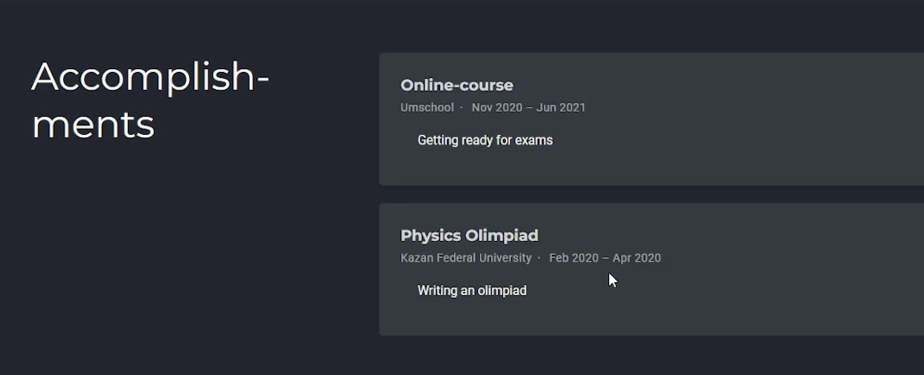 Accomplish-
ments
Online-course
Umschool · Nov 2020 – Jun 2021
Getting ready for exams
Physics Olimpiad
Kazan Federal University · Feb 2020 – Apr 2020
Writing an olimpiad